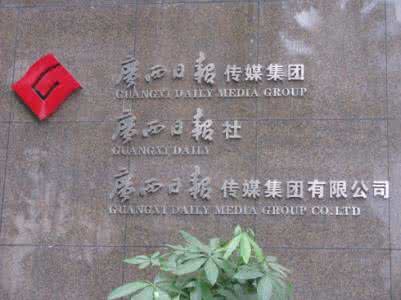 廣西日報 传媒集团
GUANGXI DAILY MEDIA GROUP
廣西日報 社
GUANGXI DAILY
廣西日報 传媒集团有限公司
GUANGXI DAILY MEDIA GROUP CO.LTD